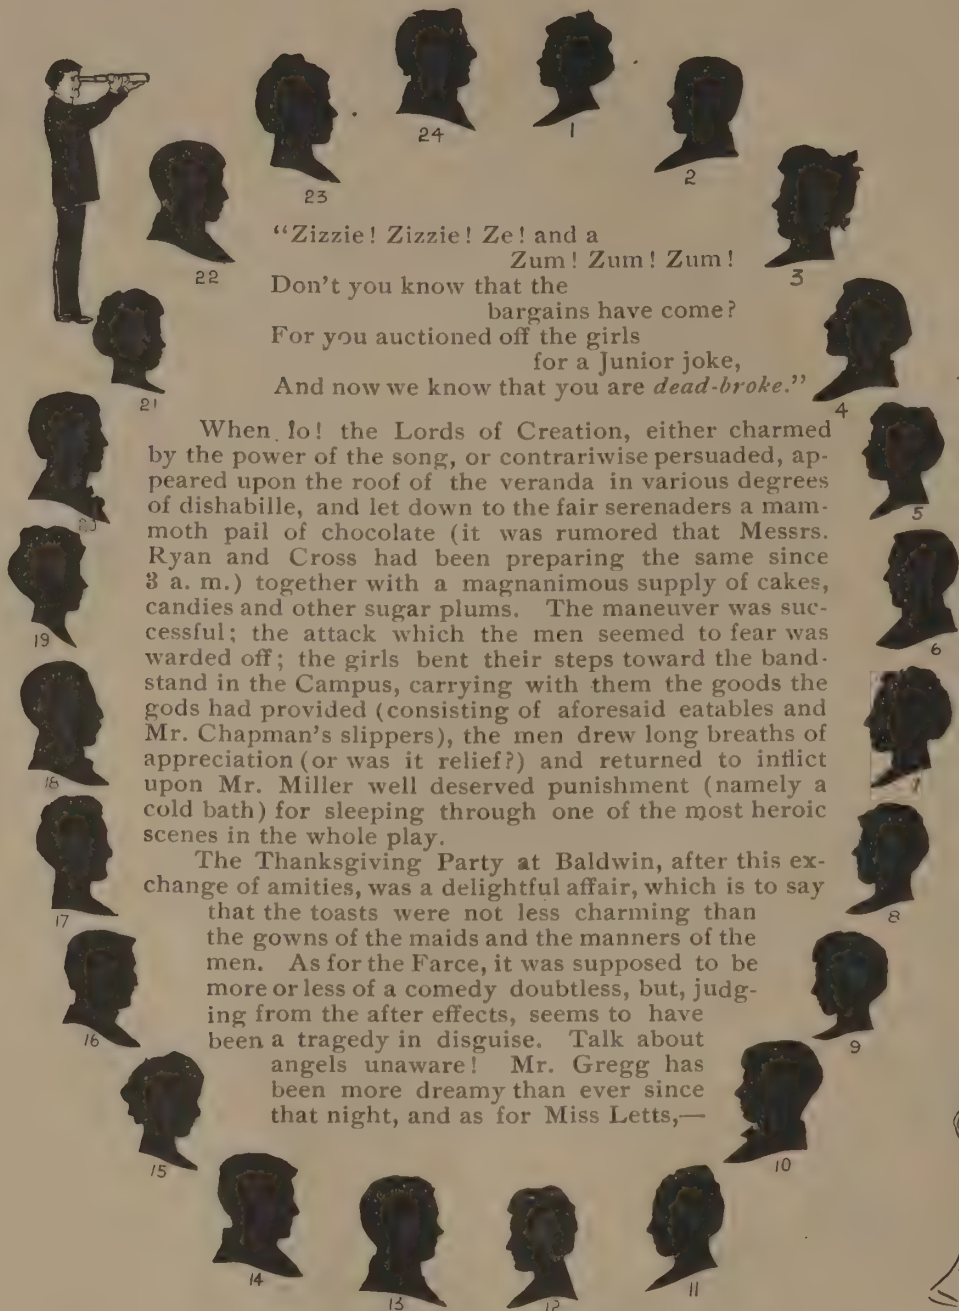 "Zizzie! Zizzie! Ze! and a
Zum! Zum! Zum!
Don't you know that the
bargains have come?
For you auctioned off the girls
for a Junior joke,
And now we know that you are dead-broke."
When lo! the Lords of Creation, either charmed
by the power of the song, or contrariwise persuaded, ap-
peared upon the roof of the veranda in various degrees
of dishabille, and let down to the fair serenaders a mam-
moth pail of chocolate (it was rumored that Messrs.
Ryan and Cross had been preparing the same since
3 a. m.) together with a magnanimous supply of cakes,
candies and other sugar plums. The maneuver was suc-
cessful; the attack which the men seemed to fear was
warded off; the girls bent their steps toward the band-
stand in the Campus, carrying with them the goods the
gods had provided (consisting of aforesaid eatables and
Mr. Chapman's slippers), the men drew long breaths of
appreciation (or was it relief?) and returned to inflict
upon Mr. Miller well deserved punishment (namely a
cold bath) for sleeping through one of the most heroic
scenes in the whole play.
The Thanksgiving Party at Baldwin, after this ex-
change of amities, was a delightful affair, which is to say
that the toasts were not less charming than
the gowns of the maids and the manners of the
men. As for the Farce, it was supposed to be
more or less of a comedy doubtless, but, judg-
ing from the after effects, seems to have
been a tragedy in disguise. Talk about
angels unaware! Mr. Gregg has
been more dreamy than ever since
that night, and as for Miss Letts,—
1
2
3
4
5
6
7
8
9
10
11
12
13
14
15
16
17
18
19
20
21
22
23
24